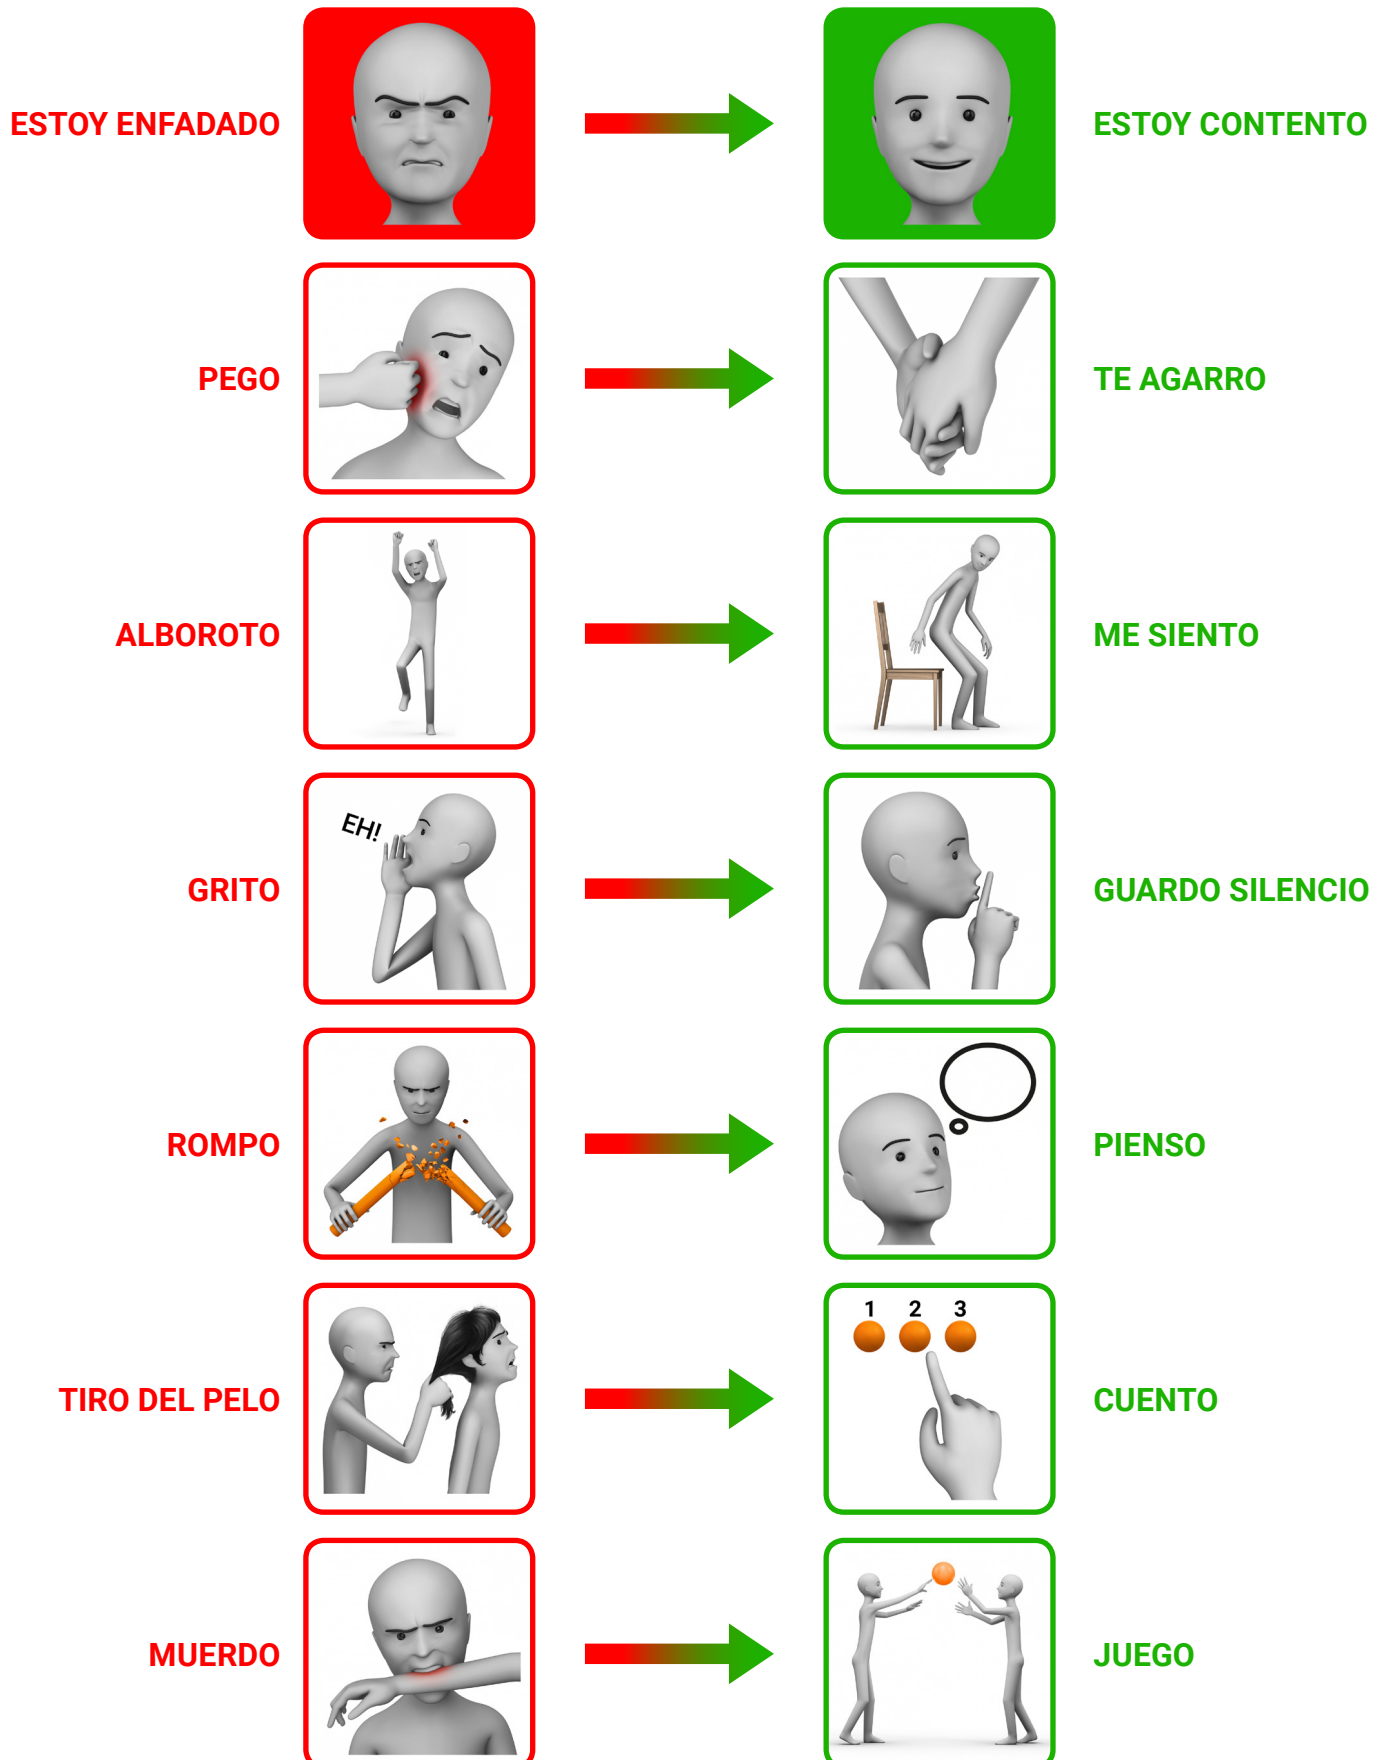 ESTOY ENFADADO
ESTOY CONTENTO
PEGO
TE AGARRO
ALBOROTO
ME SIENTO
EH!
GRITO
GUARDO SILENCIO
ROMPO
PIENSO
1 2 3
TIRO DEL PELO
CUENTO
MUERDO
JUEGO